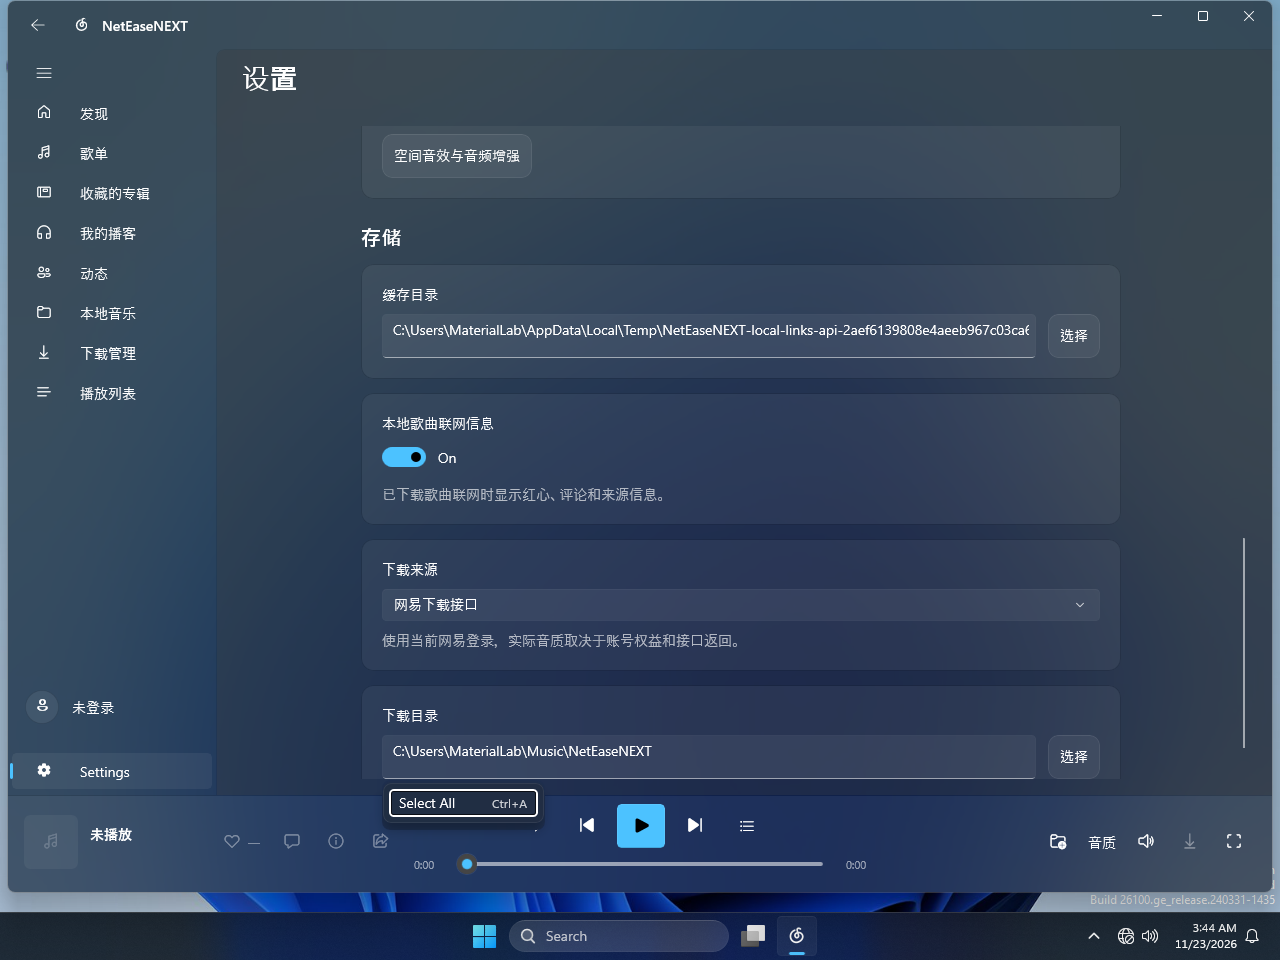 NetEaseNEXT
设置
发现
歌单
收藏的专辑
我的播客
动态
本地音乐
下载管理
播放列表
未登录
Settings
空间音效与音频增强
存储
缓存目录
C:\Users\MaterialLab\AppData\Local\Temp\NetEaseNEXT-local-links-api-2aef6139808e4aeeb967c03ca6
选择
本地歌曲联网信息
On
已下载歌曲联网时显示红心、评论和来源信息。
下载来源
网易下载接口
使用当前网易登录，实际音质取决于账号权益和接口返回。
下载目录
C:\Users\MaterialLab\Music\NetEaseNEXT
选择
Select All Ctrl+A
未播放
—
0:00
0:00
音质
Build 26100.ge_release.240331-1435
Search
3:44 AM
11/23/2026